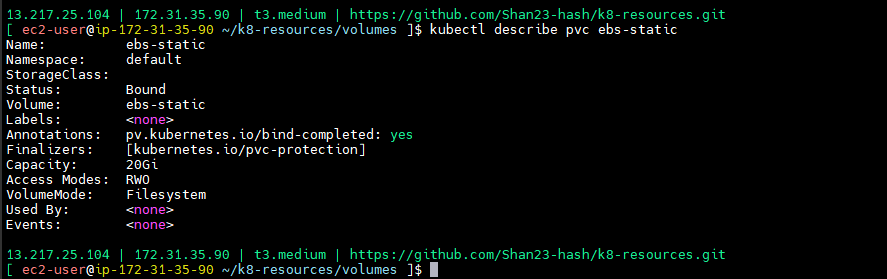 13.217.25.104 | 172.31.35.90 | t3.medium | https://github.com/Shan23-hash/k8-resources.git
[ ec2-user@ip-172-31-35-90 ~/k8-resources/volumes ]$ kubectl describe pvc ebs-static
Name:          ebs-static
Namespace:     default
StorageClass:
Status:        Bound
Volume:        ebs-static
Labels:        <none>
Annotations:   pv.kubernetes.io/bind-completed: yes
Finalizers:    [kubernetes.io/pvc-protection]
Capacity:      20Gi
Access Modes:  RWO
VolumeMode:    Filesystem
Used By:       <none>
Events:        <none>
13.217.25.104 | 172.31.35.90 | t3.medium | https://github.com/Shan23-hash/k8-resources.git
[ ec2-user@ip-172-31-35-90 ~/k8-resources/volumes ]$